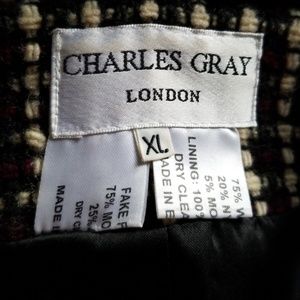 CHARLES GRAY
LONDON
XL
FAKE
75% MO
25%
DRY
MADE
75% W
20% N
5% MO
LINING: 100%
DRY CLEA
MADE IN